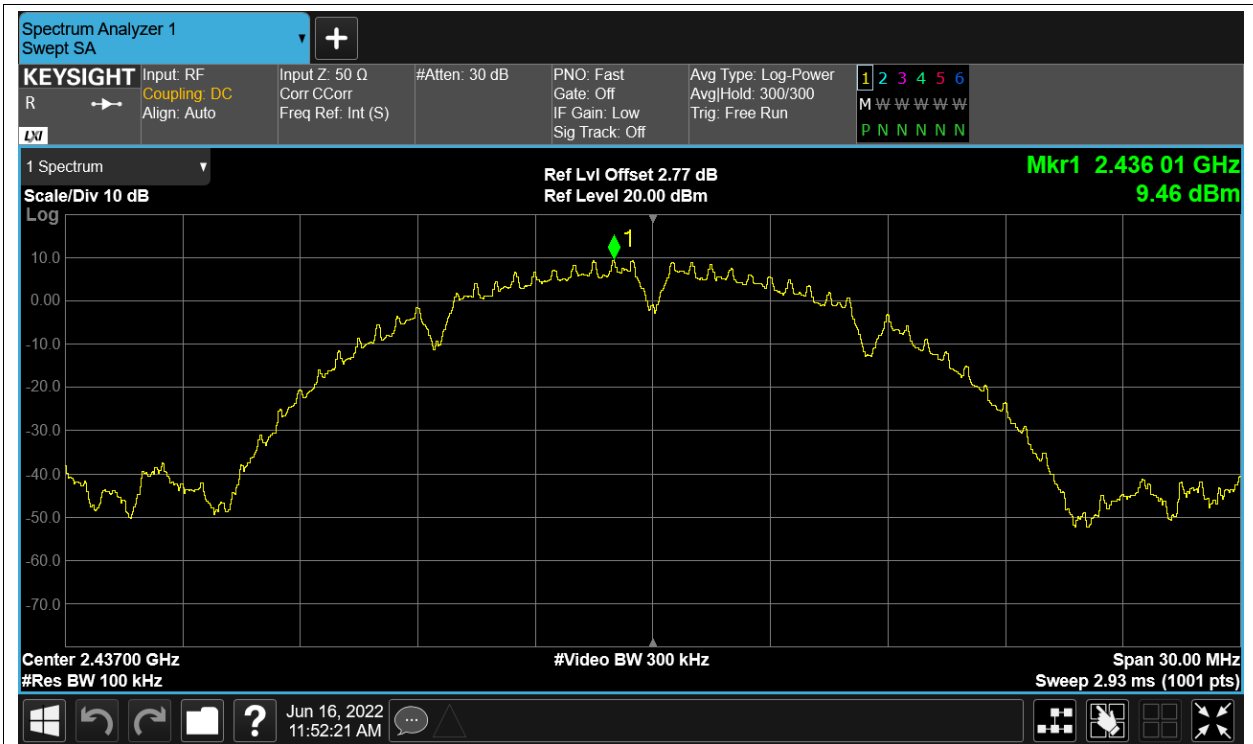 Spectrum Analyzer 1
Swept SA
KEYSIGHT
R
LXI
Input: RF
Coupling: DC
Align: Auto
Input Z: 50 Ω
Corr CCorr
Freq Ref: Int (S)
#Atten: 30 dB
PNO: Fast
Gate: Off
IF Gain: Low
Sig Track: Off
Avg Type: Log-Power
Avg|Hold: 300/300
Trig: Free Run
1 2 3 4 5 6
M W W W W W
P N N N N N
1 Spectrum
Scale/Div 10 dB
Log
Ref Lvl Offset 2.77 dB
Ref Level 20.00 dBm
Mkr1 2.436 01 GHz
9.46 dBm
1
10.0
0.00
-10.0
-20.0
-30.0
-40.0
-50.0
-60.0
-70.0
Center 2.43700 GHz
#Res BW 100 kHz
#Video BW 300 kHz
Span 30.00 MHz
Sweep 2.93 ms (1001 pts)
?
Jun 16, 2022
11:52:21 AM